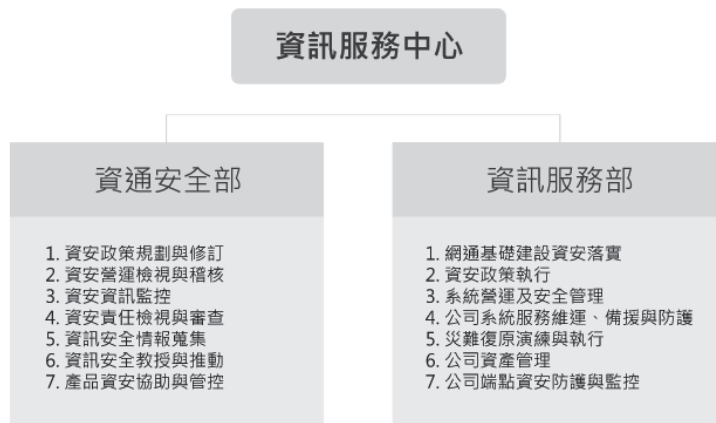 資訊服務中心
資通安全部
1. 資安政策規劃與修訂
2. 資安營運檢視與稽核
3. 資安資訊監控
4. 資安責任檢視與審查
5. 資訊安全情報蒐集
6. 資訊安全教授與推動
7. 產品資安協助與管控
資訊服務部
1. 網通基礎建設資安落實
2. 資安政策執行
3. 系統營運及安全管理
4. 公司系統服務維運、備援與防護
5. 災難復原演練與執行
6. 公司資產管理
7. 公司端點資安防護與監控